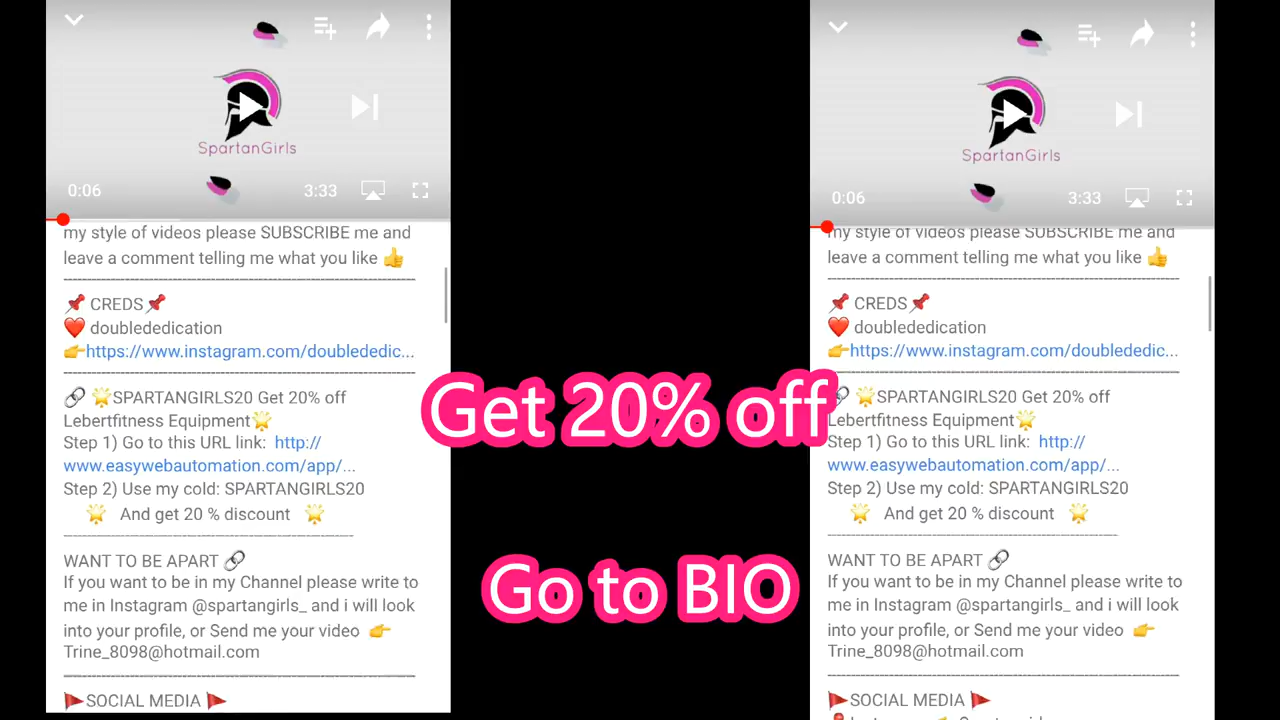 SpartanGirls
0:06
3:33
my style of videos please SUBSCRIBE me and
leave a comment telling me what you like 👍
📌 CREDS📌
❤️ doublededication
👉https://www.instagram.com/doublededic...
🔗 🌟SPARTANGIRLS20 Get 20% off
Lebertfitness Equipment🌟
Step 1) Go to this URL link: http://
www.easywebautomation.com/app/...
Step 2) Use my cold: SPARTANGIRLS20
🌟 And get 20 % discount 🌟
WANT TO BE APART 🔗
If you want to be in my Channel please write to
me in Instagram @spartangirls_ and i will look
into your profile, or Send me your video 👉
Trine_8098@hotmail.com
🚩SOCIAL MEDIA 🚩
Get 20% off
Go to BIO
SpartanGirls
0:06
3:33
my style of videos please SUBSCRIBE me and
leave a comment telling me what you like 👍
📌 CREDS📌
❤️ doublededication
👉https://www.instagram.com/doublededic...
🔗 🌟SPARTANGIRLS20 Get 20% off
Lebertfitness Equipment🌟
Step 1) Go to this URL link: http://
www.easywebautomation.com/app/...
Step 2) Use my cold: SPARTANGIRLS20
🌟 And get 20 % discount 🌟
WANT TO BE APART 🔗
If you want to be in my Channel please write to
me in Instagram @spartangirls_ and i will look
into your profile, or Send me your video 👉
Trine_8098@hotmail.com
🚩SOCIAL MEDIA 🚩